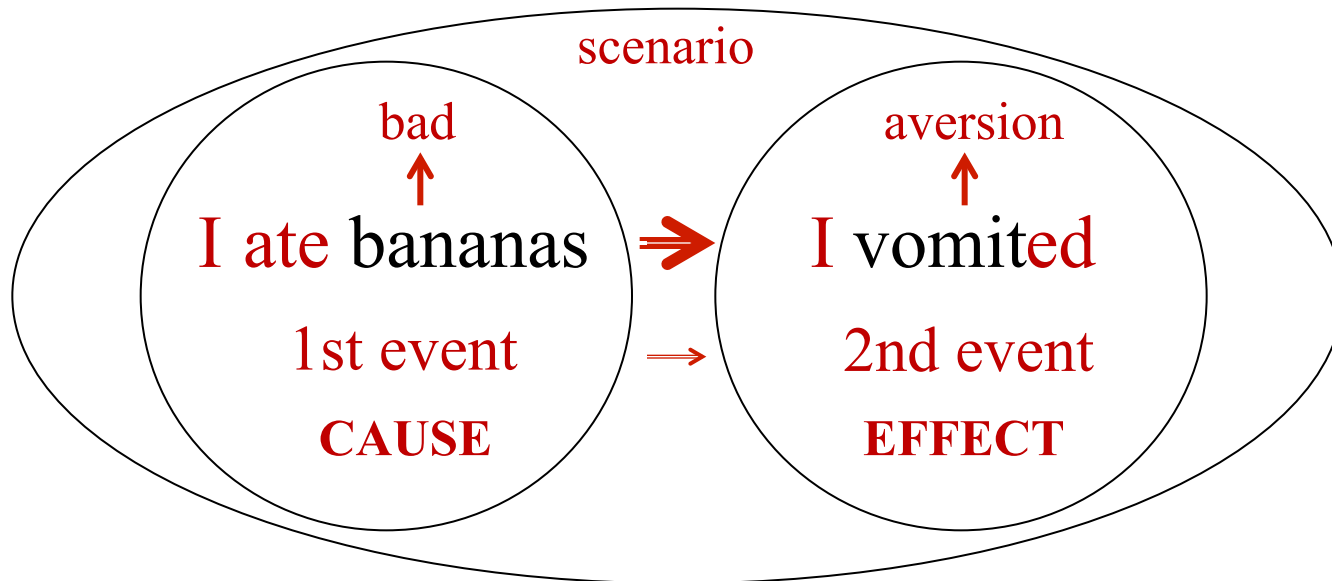 scenario
bad
aversion
I ate bananas
I vomited
1st event
2nd event
CAUSE
EFFECT